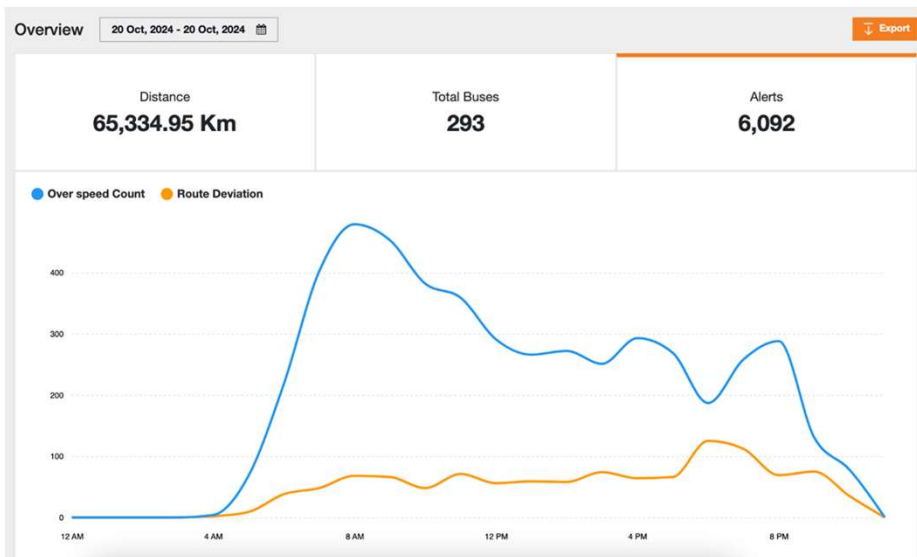 Overview
20 Oct, 2024 - 20 Oct, 2024
Export
Distance
65,334.95 Km
Total Buses
293
Alerts
6,092
Over speed Count
Route Deviation
400
300
200
100
0
12 AM
4 AM
8 AM
12 PM
4 PM
8 PM